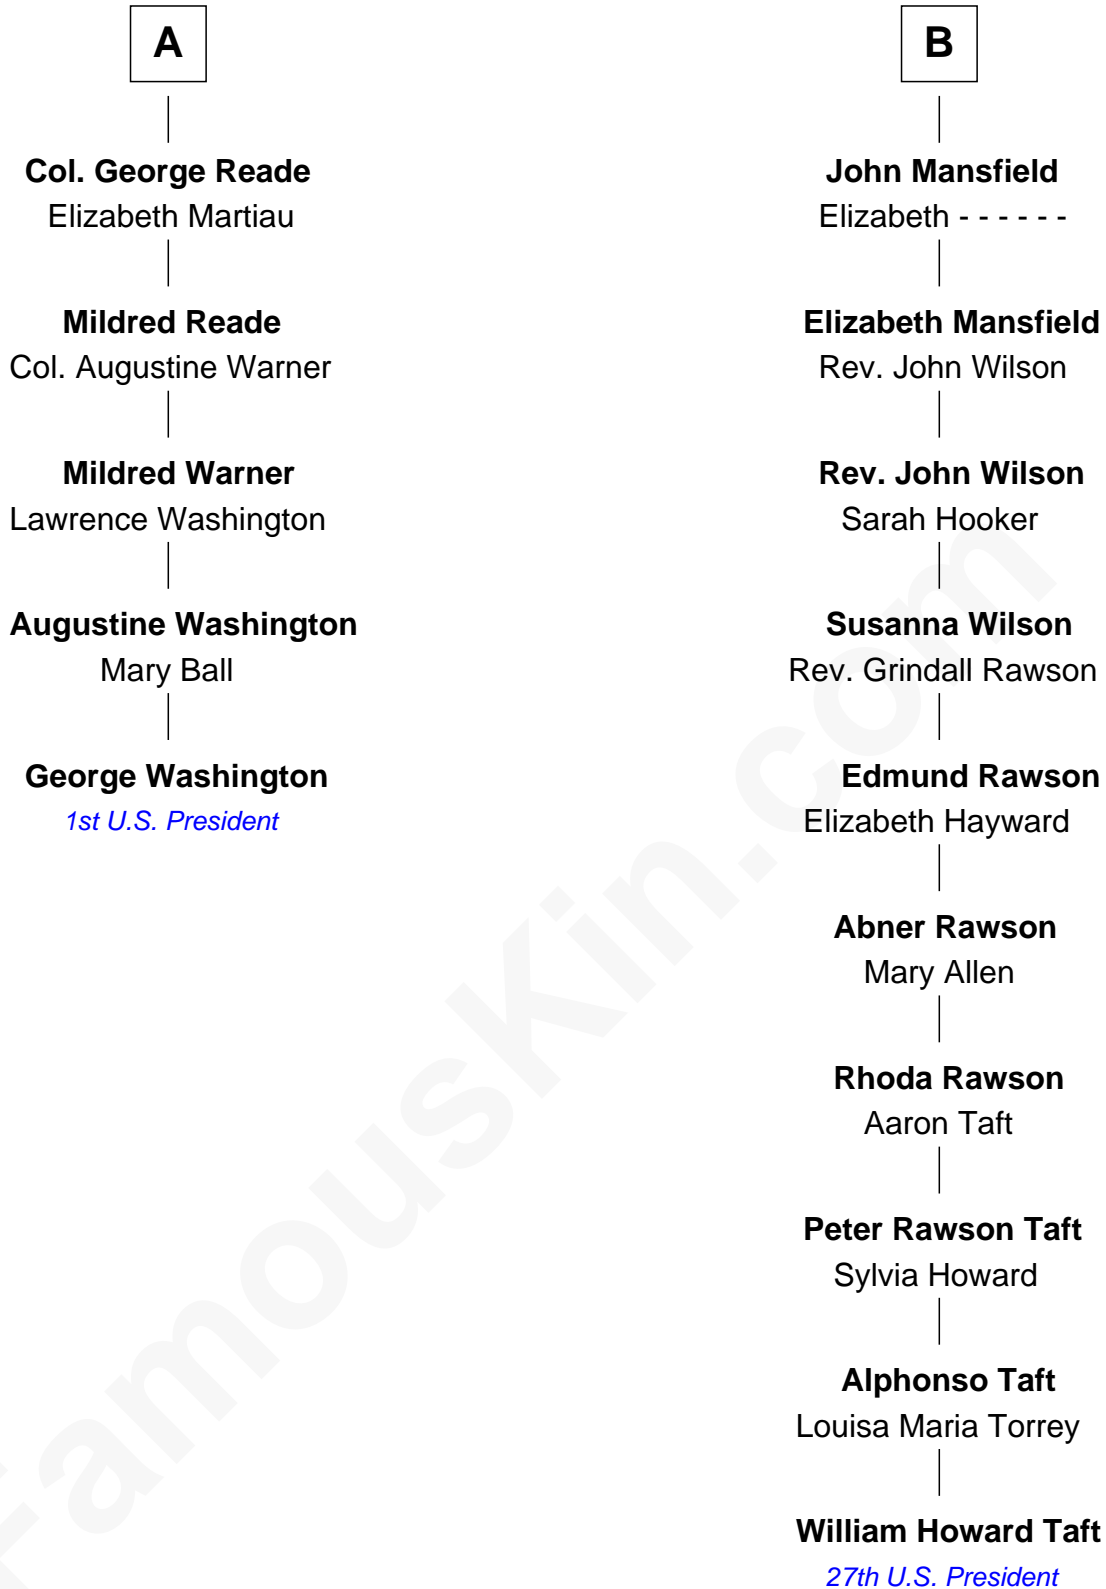 A
Col. George Reade
Elizabeth Martiau
Mildred Reade
Col. Augustine Warner
Mildred Warner
Lawrence Washington
Augustine Washington
Mary Ball
George Washington
1st U.S. President
B
John Mansfield
Elizabeth - - - - - -
Elizabeth Mansfield
Rev. John Wilson
Rev. John Wilson
Sarah Hooker
Susanna Wilson
Rev. Grindall Rawson
Edmund Rawson
Elizabeth Hayward
Abner Rawson
Mary Allen
Rhoda Rawson
Aaron Taft
Peter Rawson Taft
Sylvia Howard
Alphonso Taft
Louisa Maria Torrey
William Howard Taft
27th U.S. President
FamousKin.com